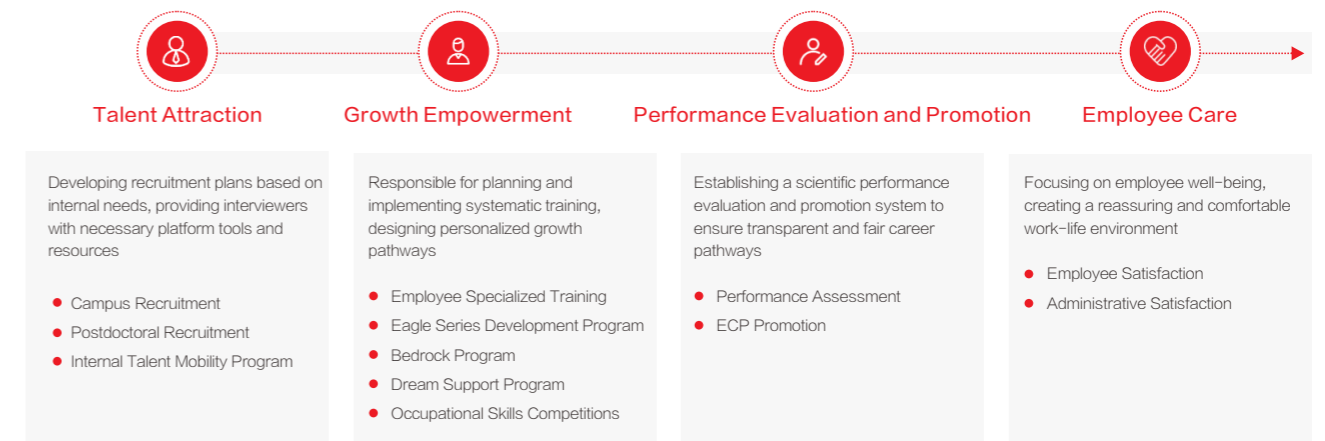 Talent Attraction
Developing recruitment plans based on
internal needs, providing interviewers
with necessary platform tools and
resources
Campus Recruitment
Postdoctoral Recruitment
Internal Talent Mobility Program
Growth Empowerment
Responsible for planning and
implementing systematic training,
designing personalized growth
pathways
Employee Specialized Training
Eagle Series Development Program
Bedrock Program
Dream Support Program
Occupational Skills Competitions
Performance Evaluation and Promotion
Establishing a scientific performance
evaluation and promotion system to
ensure transparent and fair career
pathways
Performance Assessment
ECP Promotion
Employee Care
Focusing on employee well-being,
creating a reassuring and comfortable
work-life environment
Employee Satisfaction
Administrative Satisfaction